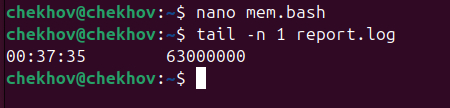 chekhov@chekhov:~$ nano mem.bash
chekhov@chekhov:~$ tail -n 1 report.log
00:37:35        63000000
chekhov@chekhov:~$